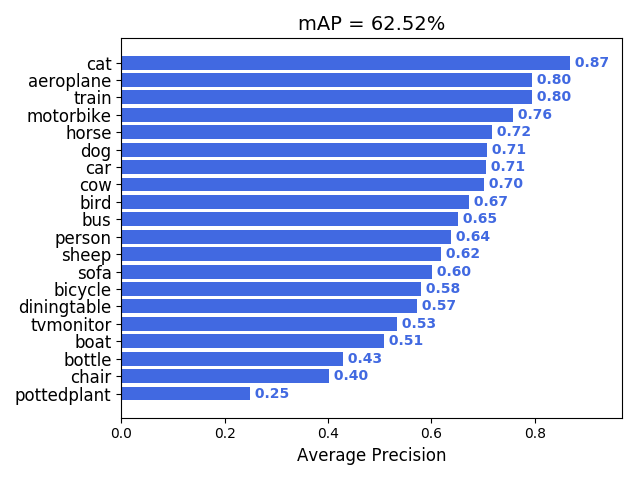 mAP = 62.52%
cat 0.87
aeroplane 0.80
train 0.80
motorbike 0.76
horse 0.72
dog 0.71
car 0.71
cow 0.70
bird 0.67
bus 0.65
person 0.64
sheep 0.62
sofa 0.60
bicycle 0.58
diningtable 0.57
tvmonitor 0.53
boat 0.51
bottle 0.43
chair 0.40
pottedplant 0.25
0.0 0.2 0.4 0.6 0.8
Average Precision